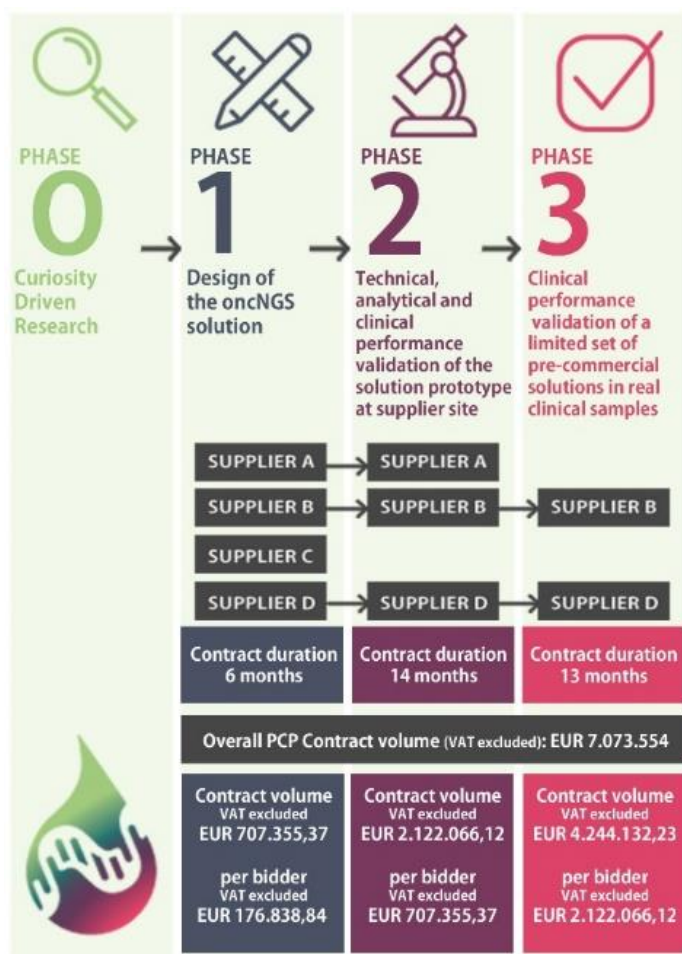 PHASE
0
Curiosity
Driven
Research
PHASE
1
Design of
the oncNGS
solution
PHASE
2
Technical,
analytical and
clinical
performance
validation of the
solution prototype
at supplier site
PHASE
3
Clinical
performance
validation of a
limited set of
pre-commercial
solutions in real
clinical samples
SUPPLIER A
SUPPLIER A
SUPPLIER B
SUPPLIER B
SUPPLIER B
SUPPLIER C
SUPPLIER D
SUPPLIER D
SUPPLIER D
Contract duration
6 months
Contract duration
14 months
Contract duration
13 months
Overall PCP Contract volume (VAT excluded): EUR 7.073.554
Contract volume
VAT excluded
EUR 707.355,37
per bidder
VAT excluded
EUR 176.838,84
Contract volume
VAT excluded
EUR 2.122.066,12
per bidder
VAT excluded
EUR 707.355,37
Contract volume
VAT excluded
EUR 4.244.132,23
per bidder
VAT excluded
EUR 2.122.066,12